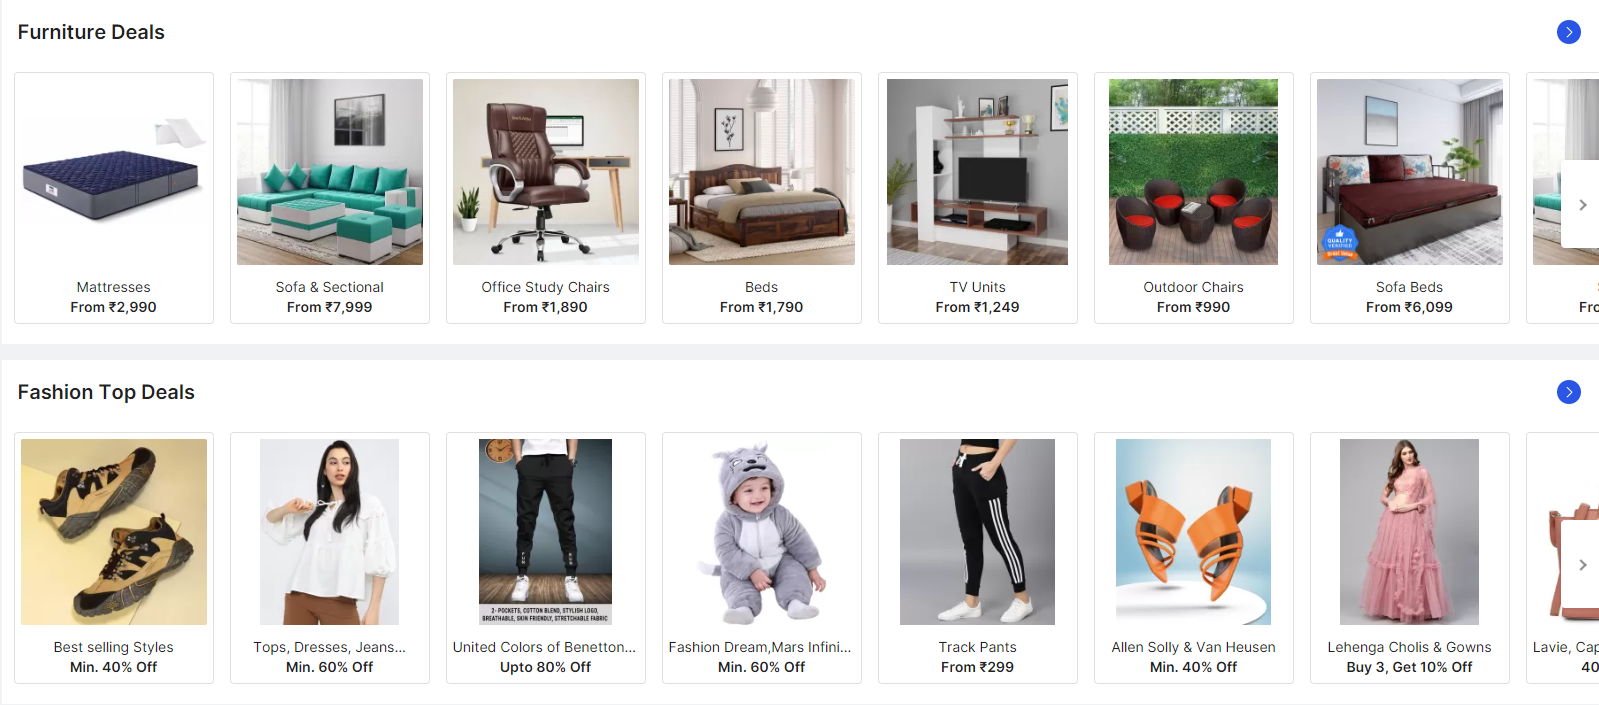 Furniture Deals
Mattresses
From ₹2,990
Sofa & Sectional
From ₹7,999
Office Study Chairs
From ₹1,890
Beds
From ₹1,790
TV Units
From ₹1,249
Outdoor Chairs
From ₹990
QUALITY
VERIFIED
Great Value
Sofa Beds
From ₹6,099
Fro
Fashion Top Deals
Best selling Styles
Min. 40% Off
Tops, Dresses, Jeans...
Min. 60% Off
2- POCKETS, COTTON BLEND, STYLISH LOGO,
BREATHABLE, SKIN FRIENDLY, STRETCHABLE FABRIC
United Colors of Benetton...
Upto 80% Off
Fashion Dream,Mars Infini...
Min. 60% Off
Track Pants
From ₹299
Allen Solly & Van Heusen
Min. 40% Off
Lehenga Cholis & Gowns
Buy 3, Get 10% Off
Lavie, Cap
40